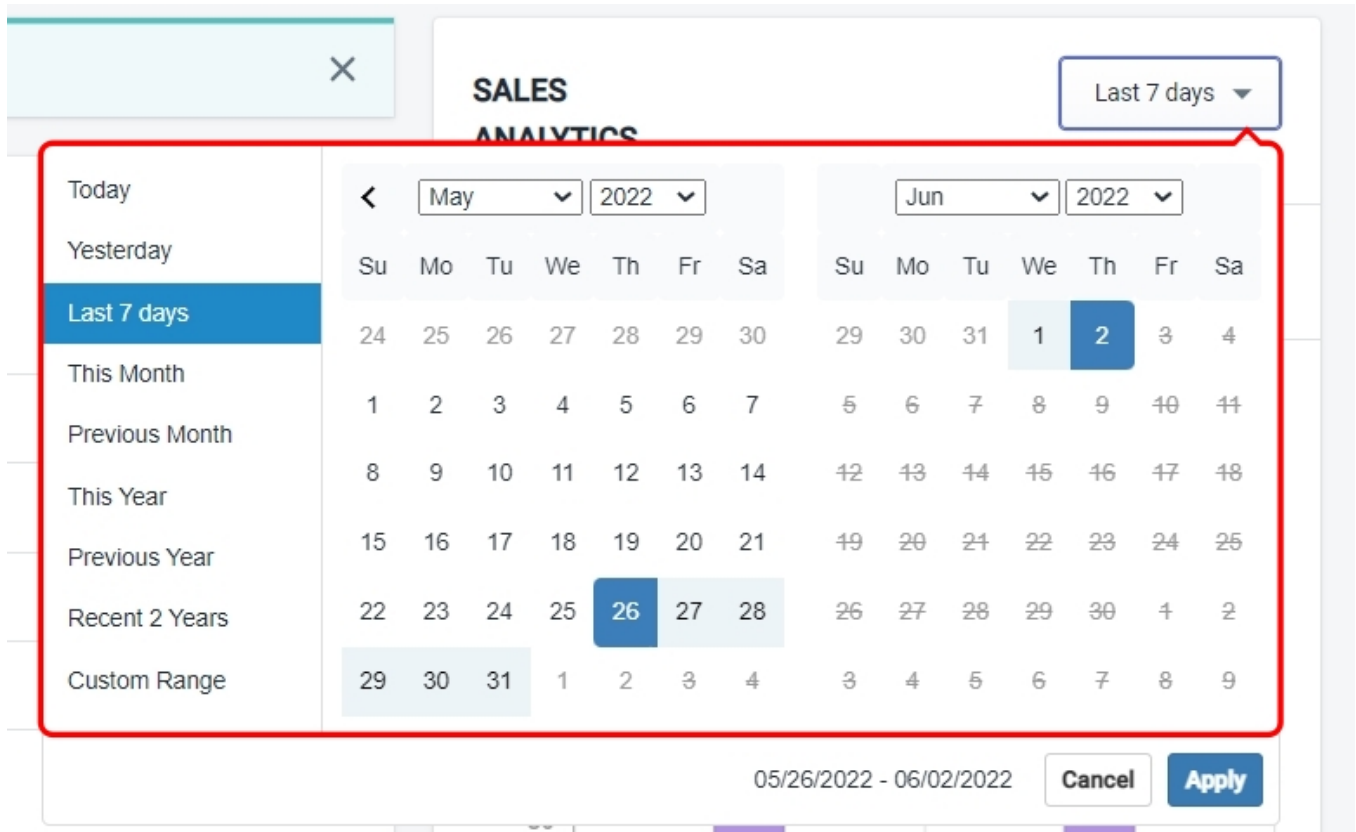 SALES
ANALYTICS
Last 7 days
Today
Yesterday
Last 7 days
This Month
Previous Month
This Year
Previous Year
Recent 2 Years
Custom Range
May 2022
Su Mo Tu We Th Fr Sa
24 25 26 27 28 29 30
1 2 3 4 5 6 7
8 9 10 11 12 13 14
15 16 17 18 19 20 21
22 23 24 25 26 27 28
29 30 31 1 2 3 4
Jun 2022
Su Mo Tu We Th Fr Sa
29 30 31 1 2 3 4
5 6 7 8 9 10 11
12 13 14 15 16 17 18
19 20 21 22 23 24 25
26 27 28 29 30 1 2
3 4 5 6 7 8 9
05/26/2022 - 06/02/2022 Cancel Apply